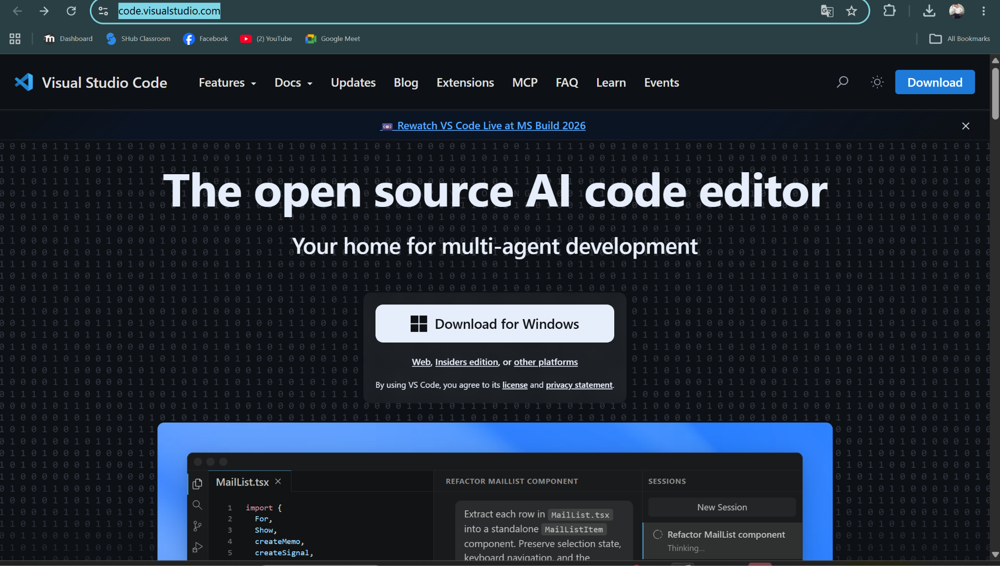 code.visualstudio.com
Dashboard
SHub Classroom
Facebook
(2) YouTube
Google Meet
All Bookmarks
Visual Studio Code
Features
Docs
Updates
Blog
Extensions
MCP
FAQ
Learn
Events
Download
Rewatch VS Code Live at MS Build 2026
The open source AI code editor
Your home for multi-agent development
Download for Windows
Web, Insiders edition, or other platforms
By using VS Code, you agree to its license and privacy statement.
MailList.tsx
1 import {
2 For,
3 Show,
4 createMemo,
5 createSignal,
REFACTOR MAILLIST COMPONENT
Extract each row in MailList.tsx
into a standalone MailListItem
component. Preserve selection state,
keyboard navigation, and the
SESSIONS
New Session
Refactor MailList component
Thinking...